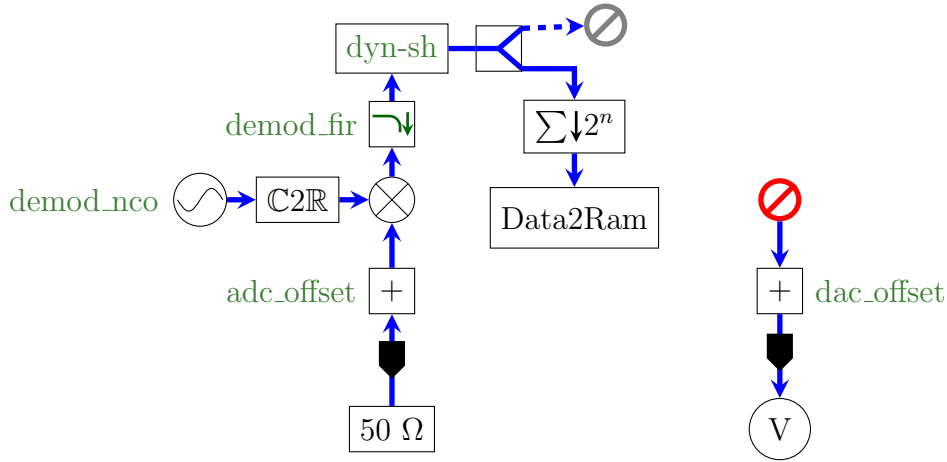 dyn-sh
demod_fir
∑↓2ⁿ
demod_nco
ℂ2ℝ
Data2Ram
adc_offset
+
+
dac_offset
50 Ω
V